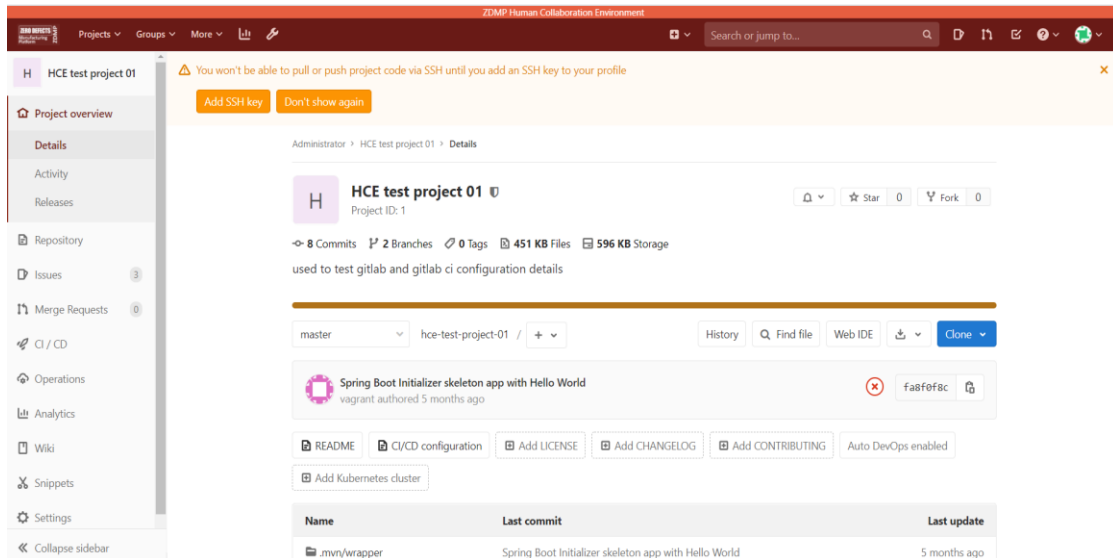 ZDMP Human Collaboration Environment
ZERO DEFECTS Manufacturing Platform ZDMP Projects Groups More Search or jump to...
H HCE test project 01
Project overview
Details
Activity
Releases
Repository
Issues 3
Merge Requests 0
CI / CD
Operations
Analytics
Wiki
Snippets
Settings
Collapse sidebar
You won't be able to pull or push project code via SSH until you add an SSH key to your profile
Add SSH key Don't show again
Administrator > HCE test project 01 > Details
H HCE test project 01
Project ID: 1
Star 0 Fork 0
8 Commits 2 Branches 0 Tags 451 KB Files 596 KB Storage
used to test gitlab and gitlab ci configuration details
master hce-test-project-01 / + History Find file Web IDE Clone
Spring Boot Initializer skeleton app with Hello World
vagrant authored 5 months ago
fa8f0f8c
README CI/CD configuration Add LICENSE Add CHANGELOG Add CONTRIBUTING Auto DevOps enabled
Add Kubernetes cluster
Name Last commit Last update
.mvn/wrapper Spring Boot Initializer skeleton app with Hello World 5 months ago